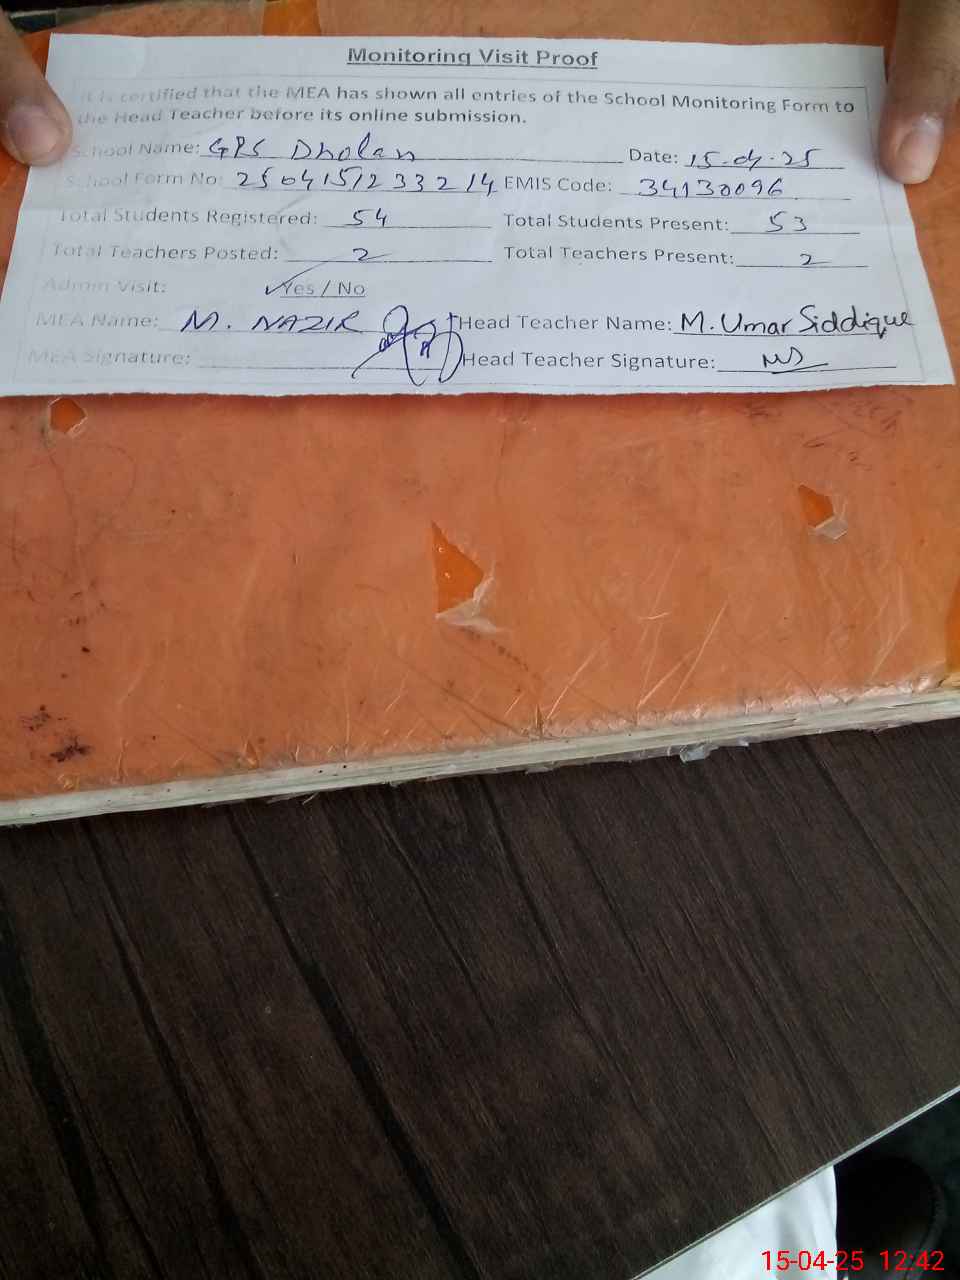 Monitoring Visit Proof
It is certified that the MEA has shown all entries of the School Monitoring Form to
the Head Teacher before its online submission.
School Name: GPS Dholan Date: 15.04.25
School Form No: 25041512 33214 EMIS Code: 34130096
Total Students Registered: 54 Total Students Present: 53
Total Teachers Posted: 2 Total Teachers Present: 2
Admin Visit: Yes / No
MEA Name: M. NAZIR Head Teacher Name: M. Umar Siddique
MEA Signature: Head Teacher Signature:
15-04-25 12:42